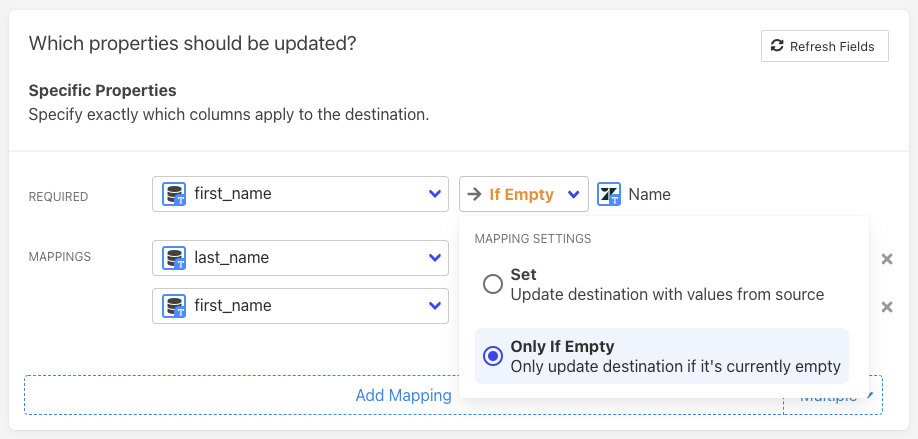 Which properties should be updated?
Refresh Fields
Specific Properties
Specify exactly which columns apply to the destination.
REQUIRED
first_name
If Empty
Name
MAPPING SETTINGS
Set
Update destination with values from source
Only If Empty
Only update destination if it's currently empty
MAPPINGS
last_name
first_name
Add Mapping
Multiple